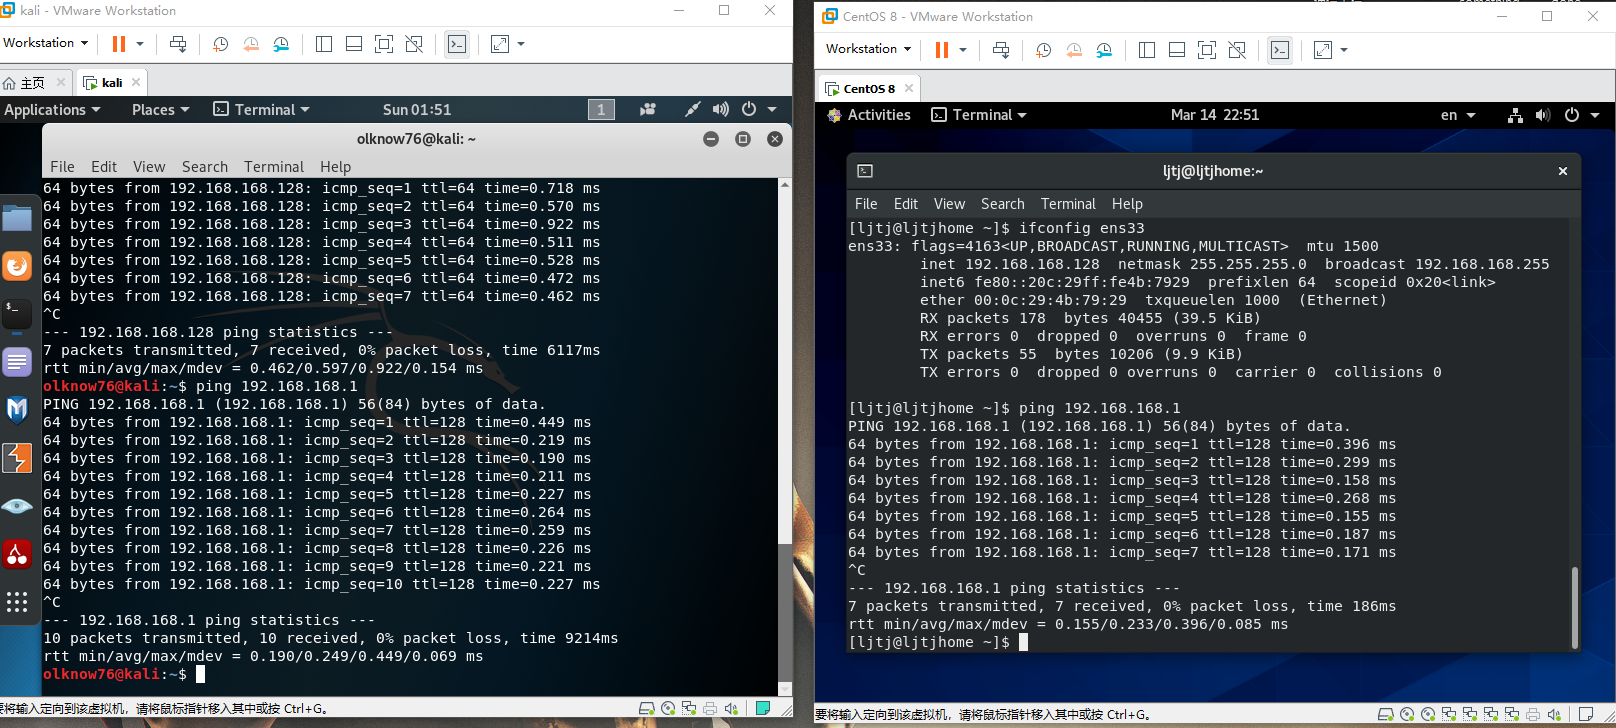 kali - VMware Workstation
Workstation
主页
kali
Applications
Places
Terminal
Sun 01:51
1
olknow76@kali: ~
File Edit View Search Terminal Help
64 bytes from 192.168.168.128: icmp_seq=1 ttl=64 time=0.718 ms
64 bytes from 192.168.168.128: icmp_seq=2 ttl=64 time=0.570 ms
64 bytes from 192.168.168.128: icmp_seq=3 ttl=64 time=0.922 ms
64 bytes from 192.168.168.128: icmp_seq=4 ttl=64 time=0.511 ms
64 bytes from 192.168.168.128: icmp_seq=5 ttl=64 time=0.528 ms
64 bytes from 192.168.168.128: icmp_seq=6 ttl=64 time=0.472 ms
64 bytes from 192.168.168.128: icmp_seq=7 ttl=64 time=0.462 ms
^C
--- 192.168.168.128 ping statistics ---
7 packets transmitted, 7 received, 0% packet loss, time 6117ms
rtt min/avg/max/mdev = 0.462/0.597/0.922/0.154 ms
olknow76@kali:~$ ping 192.168.168.1
PING 192.168.168.1 (192.168.168.1) 56(84) bytes of data.
64 bytes from 192.168.168.1: icmp_seq=1 ttl=128 time=0.449 ms
64 bytes from 192.168.168.1: icmp_seq=2 ttl=128 time=0.219 ms
64 bytes from 192.168.168.1: icmp_seq=3 ttl=128 time=0.190 ms
64 bytes from 192.168.168.1: icmp_seq=4 ttl=128 time=0.211 ms
64 bytes from 192.168.168.1: icmp_seq=5 ttl=128 time=0.227 ms
64 bytes from 192.168.168.1: icmp_seq=6 ttl=128 time=0.264 ms
64 bytes from 192.168.168.1: icmp_seq=7 ttl=128 time=0.259 ms
64 bytes from 192.168.168.1: icmp_seq=8 ttl=128 time=0.226 ms
64 bytes from 192.168.168.1: icmp_seq=9 ttl=128 time=0.221 ms
64 bytes from 192.168.168.1: icmp_seq=10 ttl=128 time=0.227 ms
^C
--- 192.168.168.1 ping statistics ---
10 packets transmitted, 10 received, 0% packet loss, time 9214ms
rtt min/avg/max/mdev = 0.190/0.249/0.449/0.069 ms
olknow76@kali:~$
要将输入定向到该虚拟机，请将鼠标指针移入其中或按 Ctrl+G。
CentOS 8 - VMware Workstation
Workstation
CentOS 8
Activities
Terminal
Mar 14 22:51
en
ljtj@ljtjhome:~
File Edit View Search Terminal Help
[ljtj@ljtjhome ~]$ ifconfig ens33
ens33: flags=4163<UP,BROADCAST,RUNNING,MULTICAST> mtu 1500
inet 192.168.168.128 netmask 255.255.255.0 broadcast 192.168.168.255
inet6 fe80::20c:29ff:fe4b:7929 prefixlen 64 scopeid 0x20<link>
ether 00:0c:29:4b:79:29 txqueuelen 1000 (Ethernet)
RX packets 178 bytes 40455 (39.5 KiB)
RX errors 0 dropped 0 overruns 0 frame 0
TX packets 55 bytes 10206 (9.9 KiB)
TX errors 0 dropped 0 overruns 0 carrier 0 collisions 0
[ljtj@ljtjhome ~]$ ping 192.168.168.1
PING 192.168.168.1 (192.168.168.1) 56(84) bytes of data.
64 bytes from 192.168.168.1: icmp_seq=1 ttl=128 time=0.396 ms
64 bytes from 192.168.168.1: icmp_seq=2 ttl=128 time=0.299 ms
64 bytes from 192.168.168.1: icmp_seq=3 ttl=128 time=0.158 ms
64 bytes from 192.168.168.1: icmp_seq=4 ttl=128 time=0.268 ms
64 bytes from 192.168.168.1: icmp_seq=5 ttl=128 time=0.155 ms
64 bytes from 192.168.168.1: icmp_seq=6 ttl=128 time=0.187 ms
64 bytes from 192.168.168.1: icmp_seq=7 ttl=128 time=0.171 ms
^C
--- 192.168.168.1 ping statistics ---
7 packets transmitted, 7 received, 0% packet loss, time 186ms
rtt min/avg/max/mdev = 0.155/0.233/0.396/0.085 ms
[ljtj@ljtjhome ~]$
要将输入定向到该虚拟机，请将鼠标指针移入其中或按 Ctrl+G。